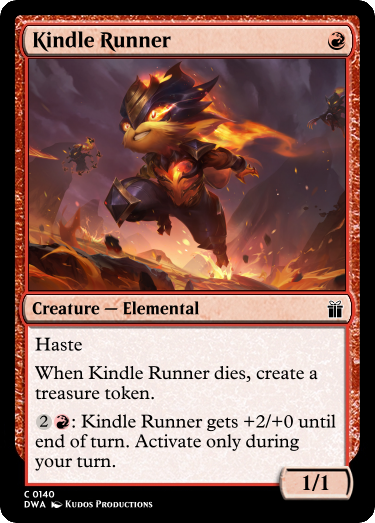 Kindle Runner
Creature — Elemental
Haste
When Kindle Runner dies, create a
treasure token.
2 : Kindle Runner gets +2/+0 until
end of turn. Activate only during
your turn.
1/1
C 0140
DWA Kudos Productions